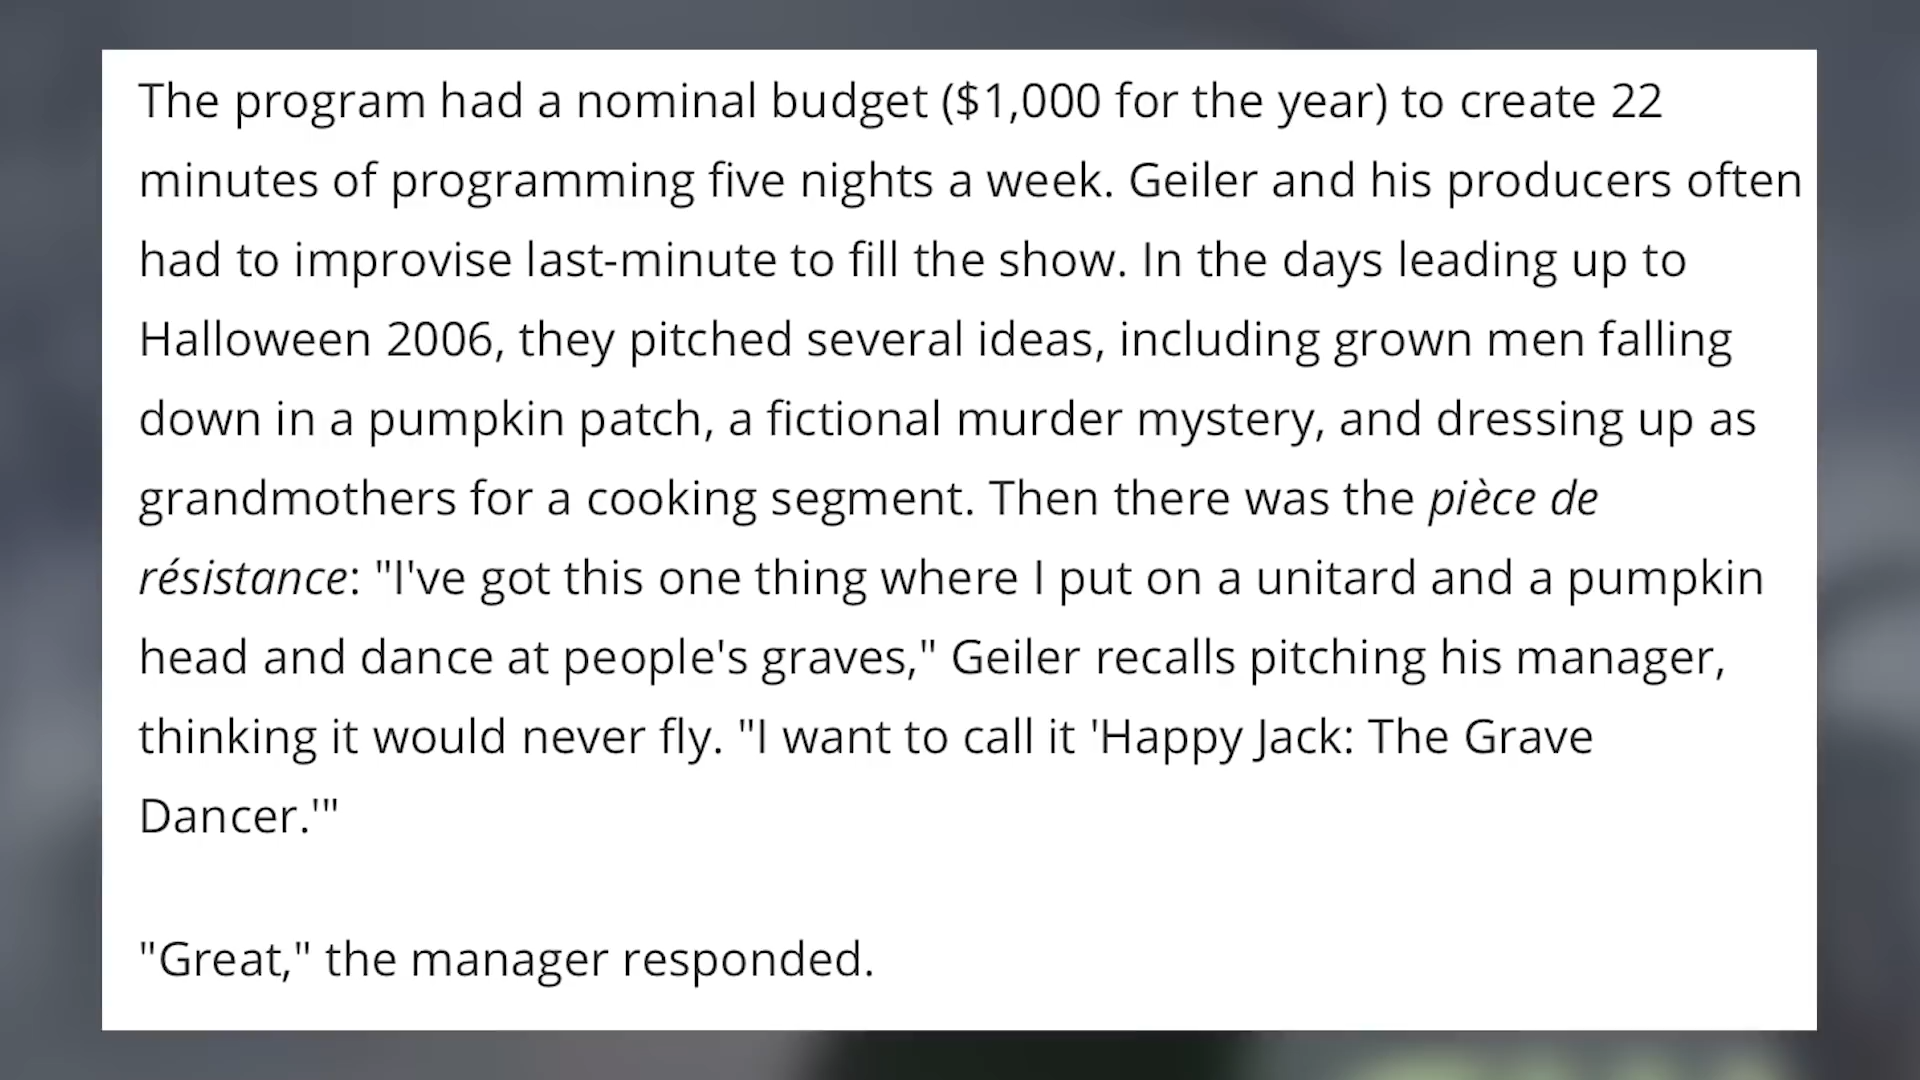 The program had a nominal budget ($1,000 for the year) to create 22
minutes of programming five nights a week. Geiler and his producers often
had to improvise last-minute to fill the show. In the days leading up to
Halloween 2006, they pitched several ideas, including grown men falling
down in a pumpkin patch, a fictional murder mystery, and dressing up as
grandmothers for a cooking segment. Then there was the pièce de
résistance: "I've got this one thing where I put on a unitard and a pumpkin
head and dance at people's graves," Geiler recalls pitching his manager,
thinking it would never fly. "I want to call it 'Happy Jack: The Grave
Dancer.'"
"Great," the manager responded.